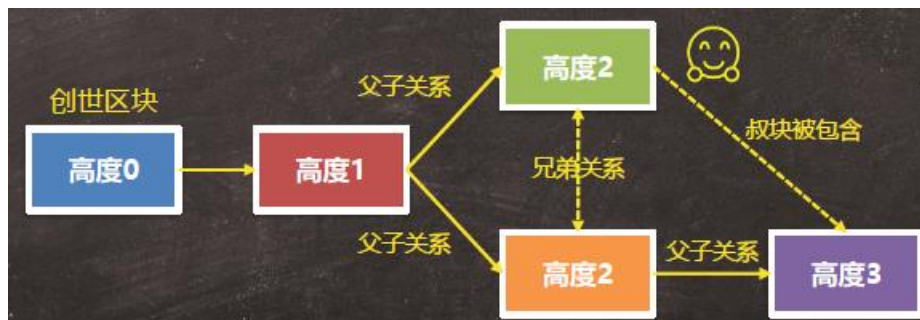 高度2
父子关系
叔块被包含
创世区块
高度0
高度1
兄弟关系
父子关系
父子关系
高度2
高度3